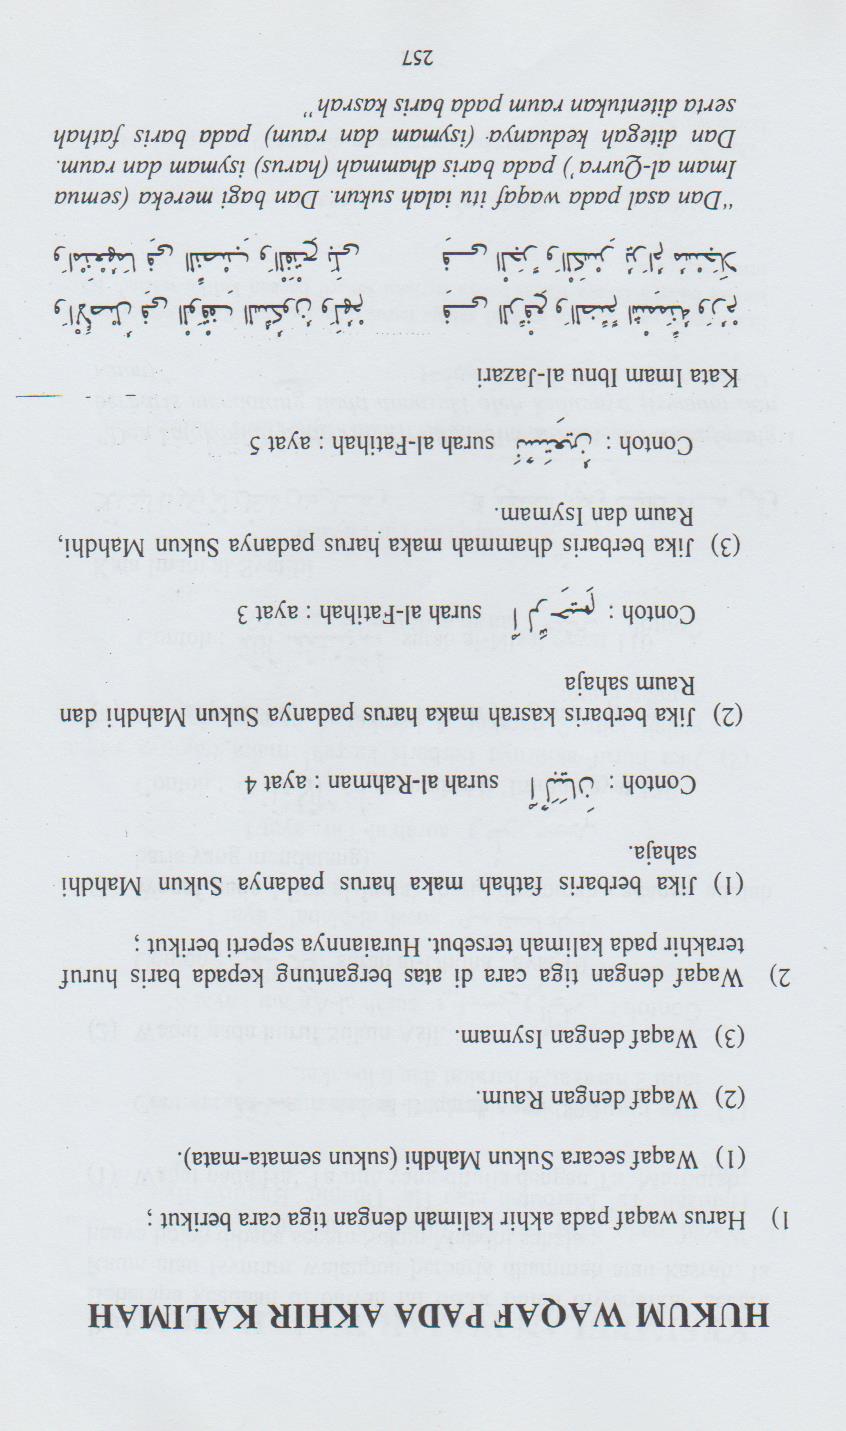 HUKUM WAQAF PADA AKHIR KALIMAH
1) Harus waqaf pada akhir kalimah dengan tiga cara berikut ;
(1) Waqaf secara Sukun Mahdhi (sukun semata-mata).
(2) Waqaf dengan Raum.
(3) Waqaf dengan Isymam.
2) Waqaf dengan tiga cara di atas bergantung kepada baris huruf
terakhir pada kalimah tersebut. Huraiannya seperti berikut ;
(1) Jika berbaris fathah maka harus padanya Sukun Mahdhi
sahaja.
Contoh : ٱلْبَيَانَ surah al-Rahman : ayat 4
(2) Jika berbaris kasrah maka harus padanya Sukun Mahdhi dan
Raum sahaja
Contoh : ٱلرَّحِيمِ surah al-Fatihah : ayat 3
(3) Jika berbaris dhammah maka harus padanya Sukun Mahdhi,
Raum dan Isymam.
Contoh : نَسْتَعِينُ surah al-Fatihah : ayat 5
Kata Imam Ibnu al-Jazari
وَالْأَصْلُ فِى الْوَقْفِ السُّكُونُ وَلَهُمْ فِـى الرَّفْعِ وَالضَّمِّ اشْمِمَنَّهُ وَرُمْ
وَامْنَعْهُمَا فِى النَّصْبِ وَالْفَتْحِ بَلَى فِـى الْجَرِّ وَالْكَسْرِ يُرَامُ مُسْجَلَا
“Dan asal pada waqaf itu ialah sukun. Dan bagi mereka (semua
Imam al-Qurra’) pada baris dhammah (harus) isymam dan raum.
Dan ditegah keduanya (isymam dan raum) pada baris fathah
serta ditentukan raum pada baris kasrah”
257